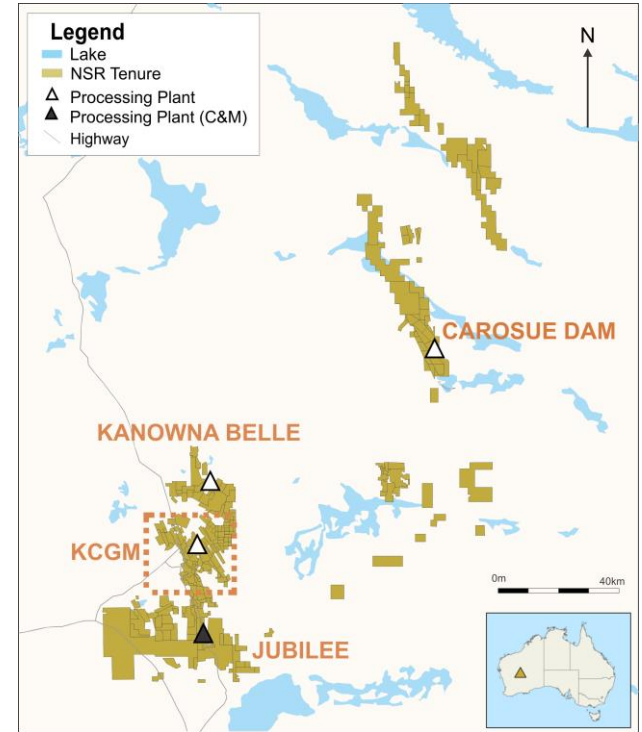 Legend
Lake
NSR Tenure
Processing Plant
Processing Plant (C&M)
Highway
N
CAROSUE DAM
KANOWNA BELLE
KCGM
JUBILEE
0m 40km